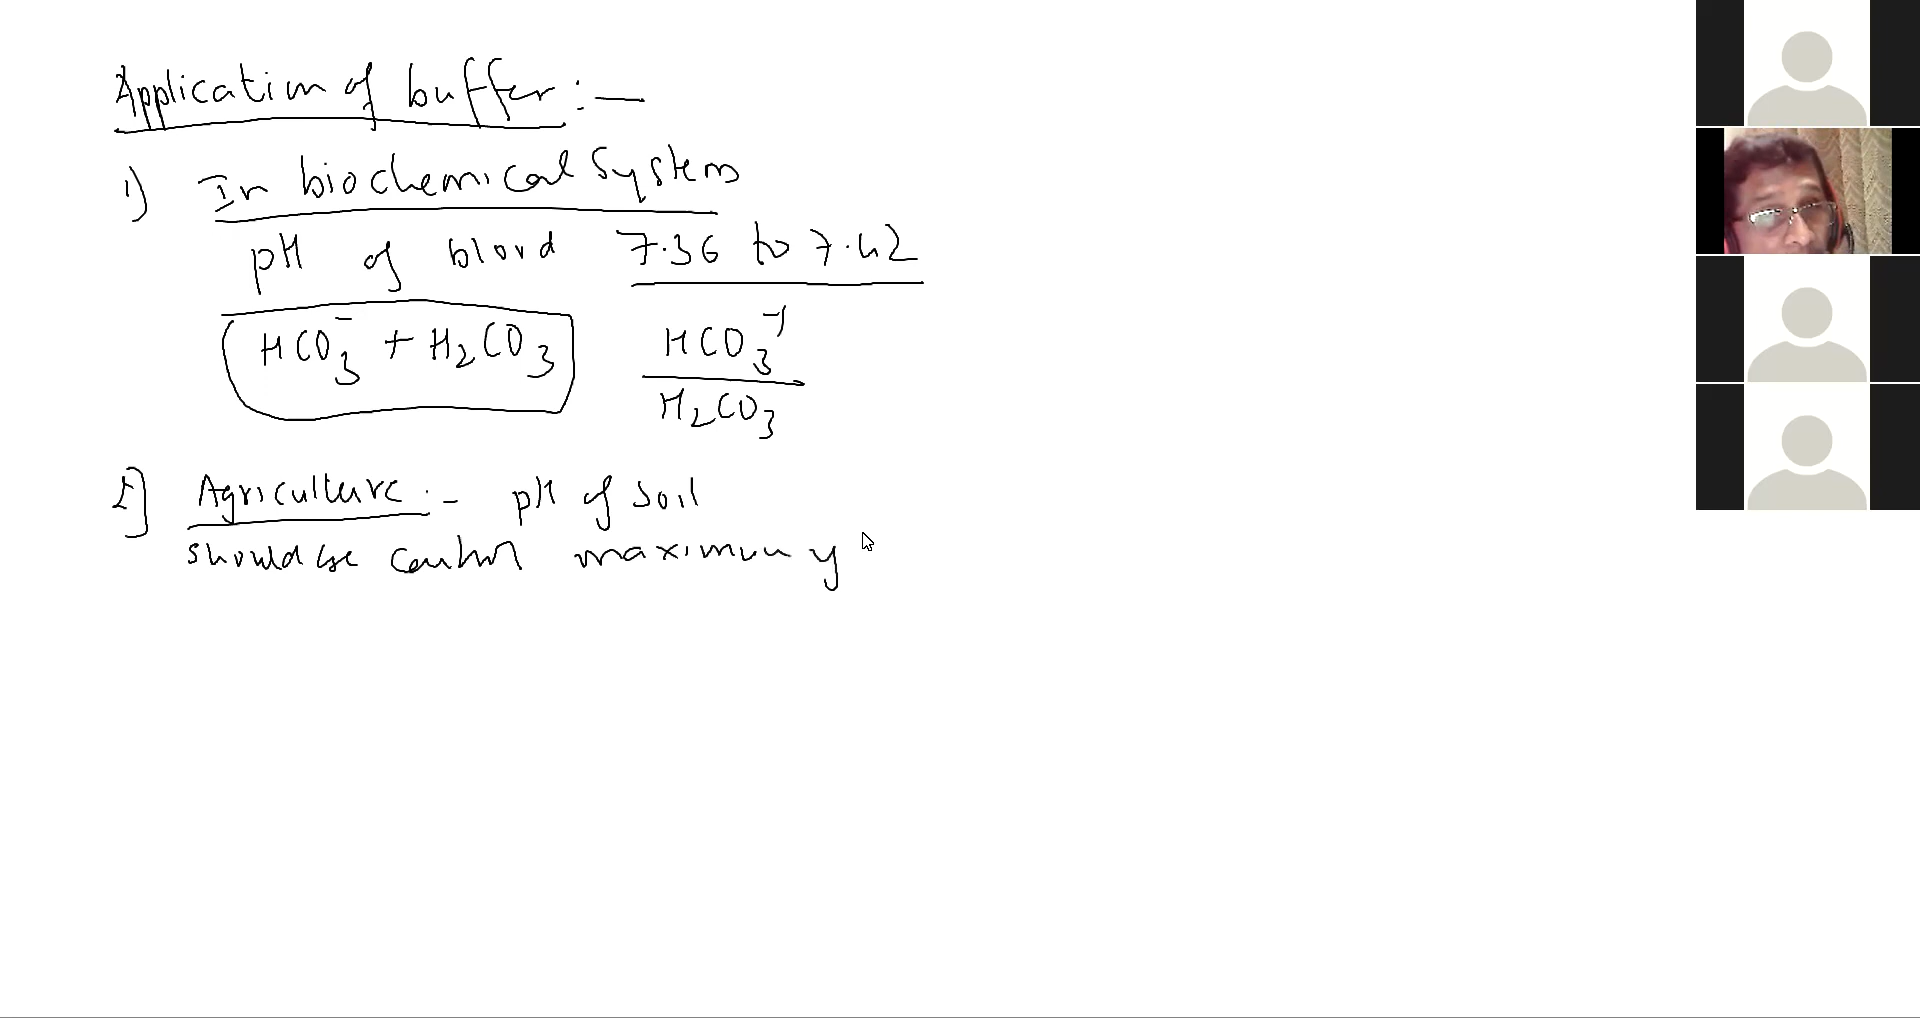 Application of buffer :-
1) In biochemical System
pH of blood 7.36 to 7.42
HCO3⁻ + H2CO3 HCO3⁻
H2CO3
2] Agriculture :- pH of soil
should be control maximum y